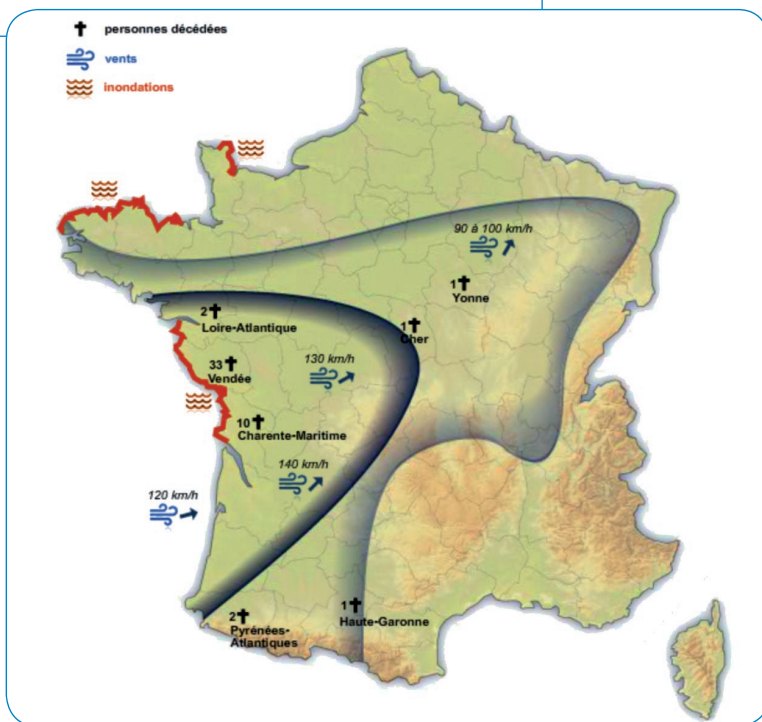 personnes décédées
vents
inondations
90 à 100 km/h
1
Yonne
2
Loire-Atlantique
1
Cher
33
Vendée
130 km/h
10
Charente-Maritime
140 km/h
120 km/h
1
Haute-Garonne
2
Pyrénées-
Atlantiques